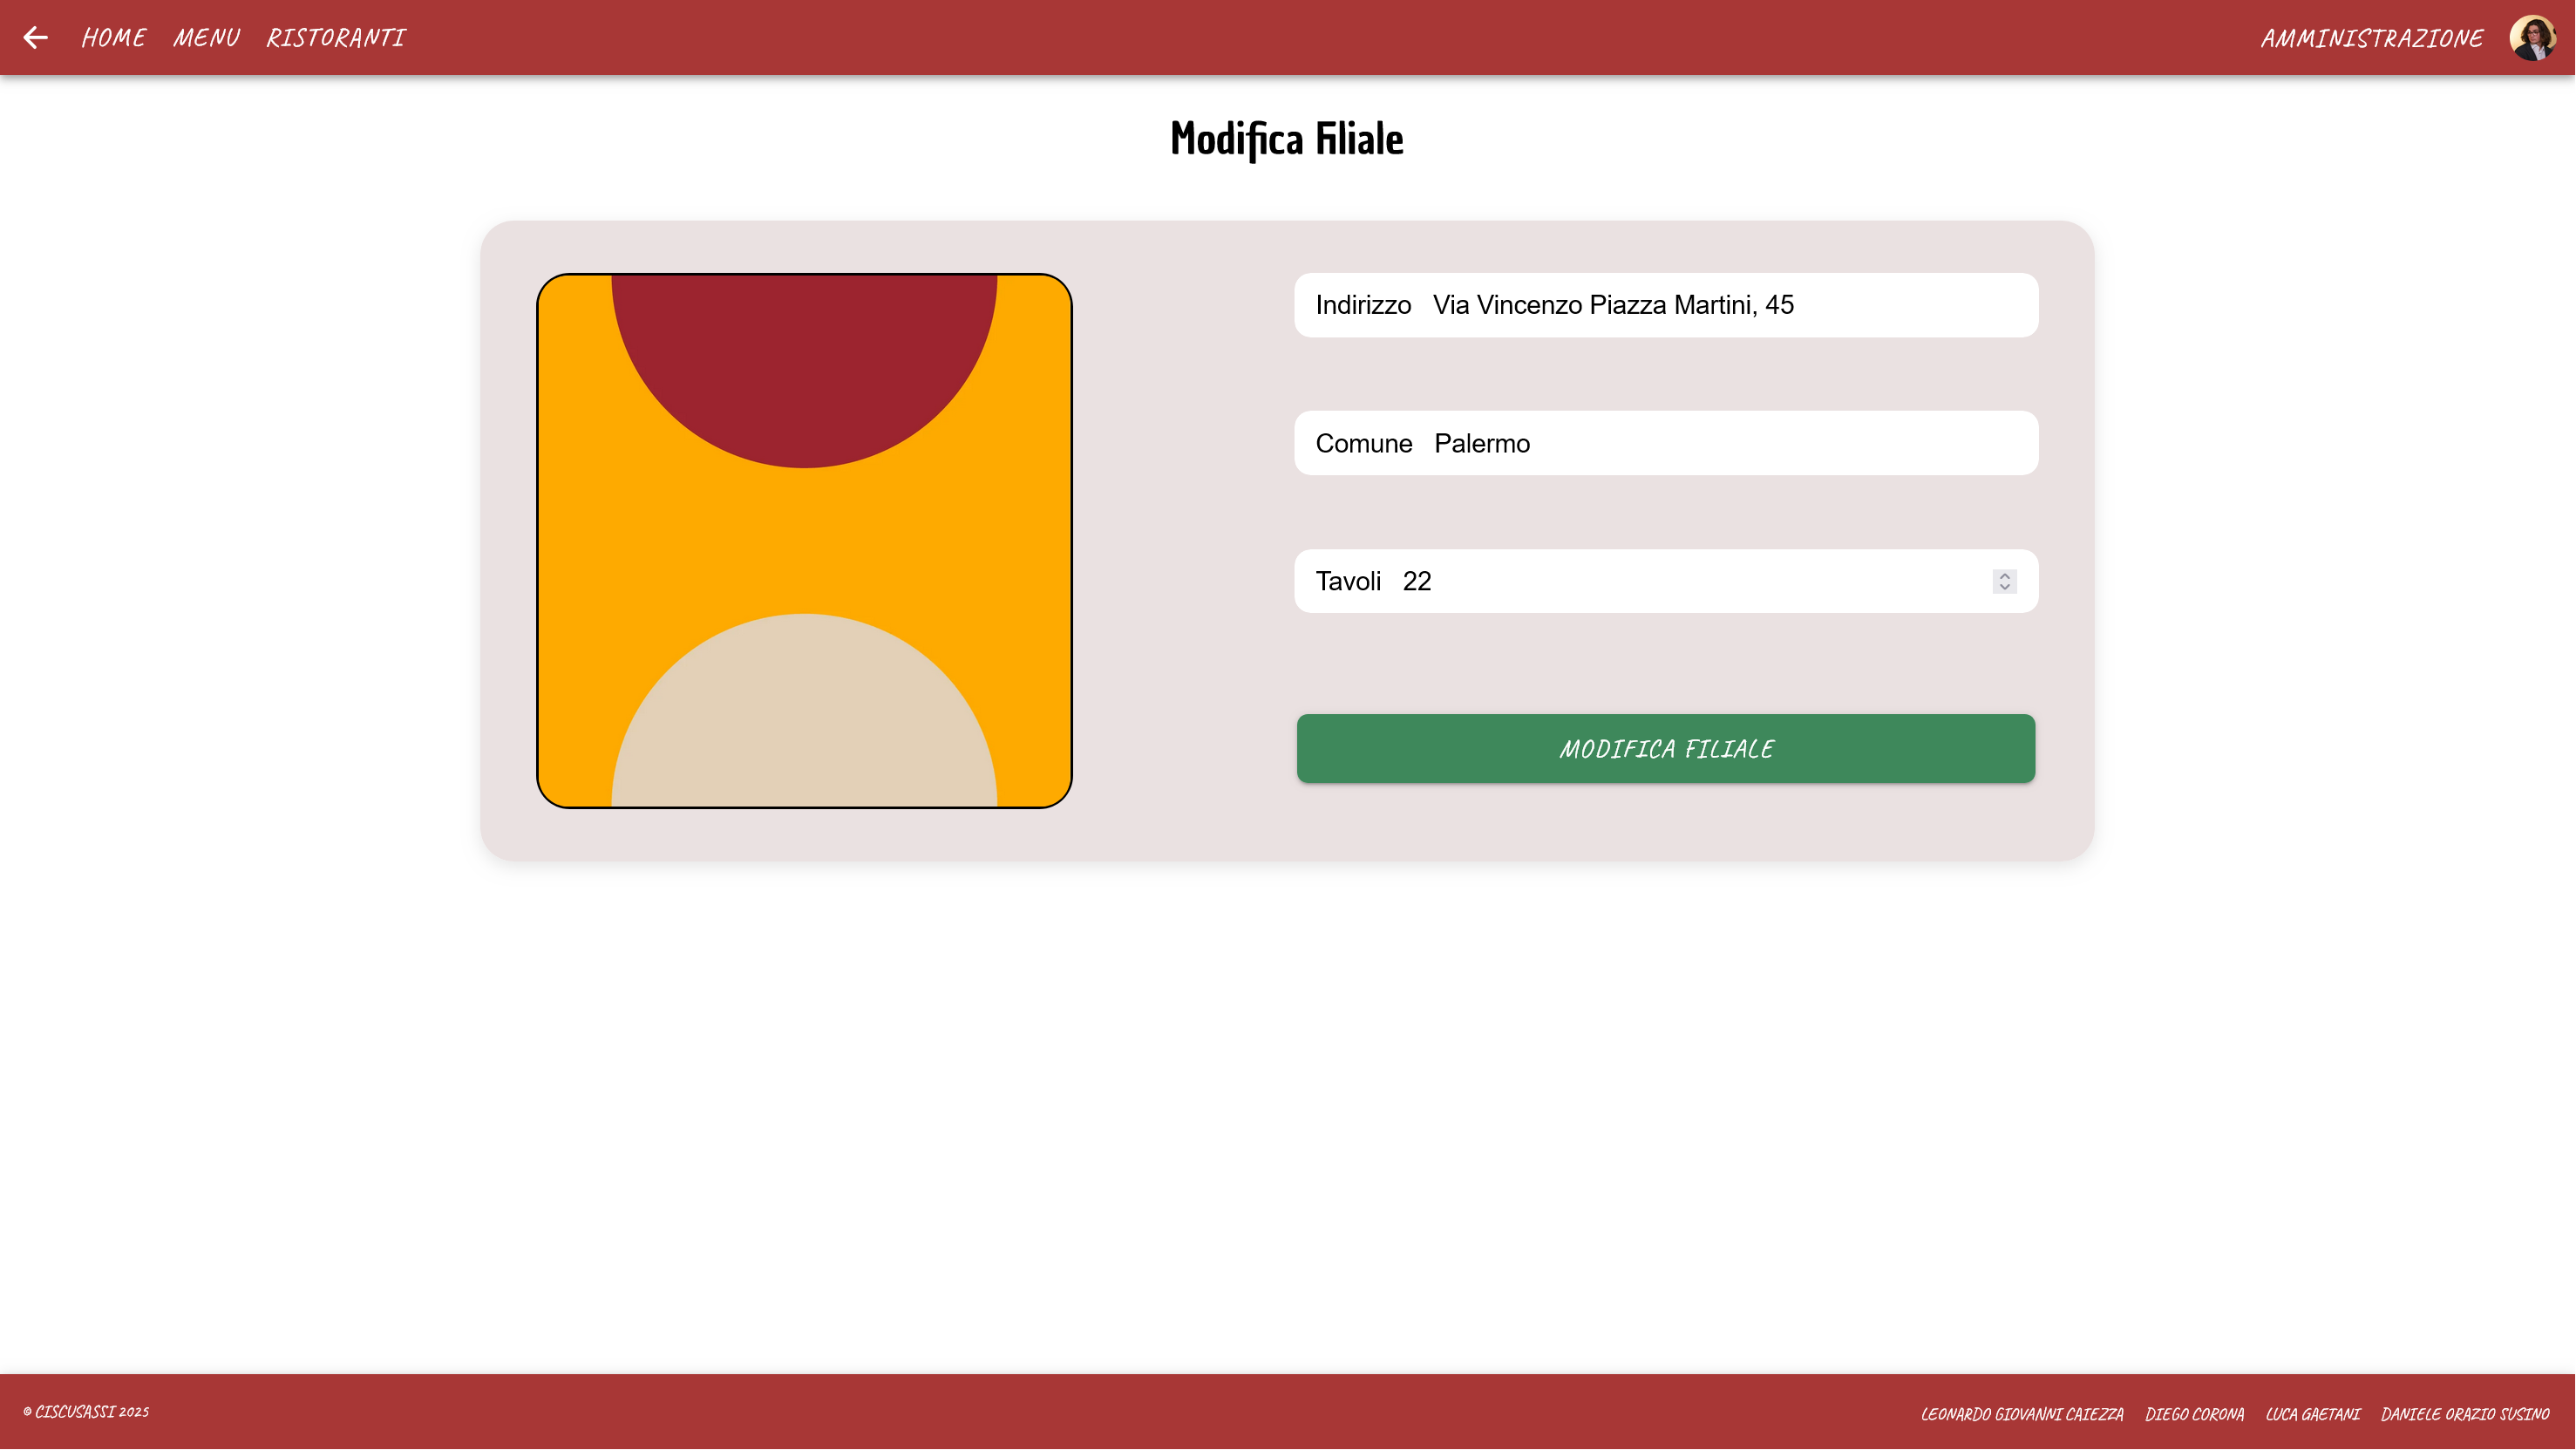 HOME MENU RISTORANTI AMMINISTRAZIONE
Modifica Filiale
Indirizzo Via Vincenzo Piazza Martini, 45
Comune Palermo
Tavoli 22
MODIFICA FILIALE
© CISCUSASSI 2025 LEONARDO GIOVANNI CAIEZZA DIEGO CORONA LUCA GAETANI DANIELE ORAZIO SUSINO